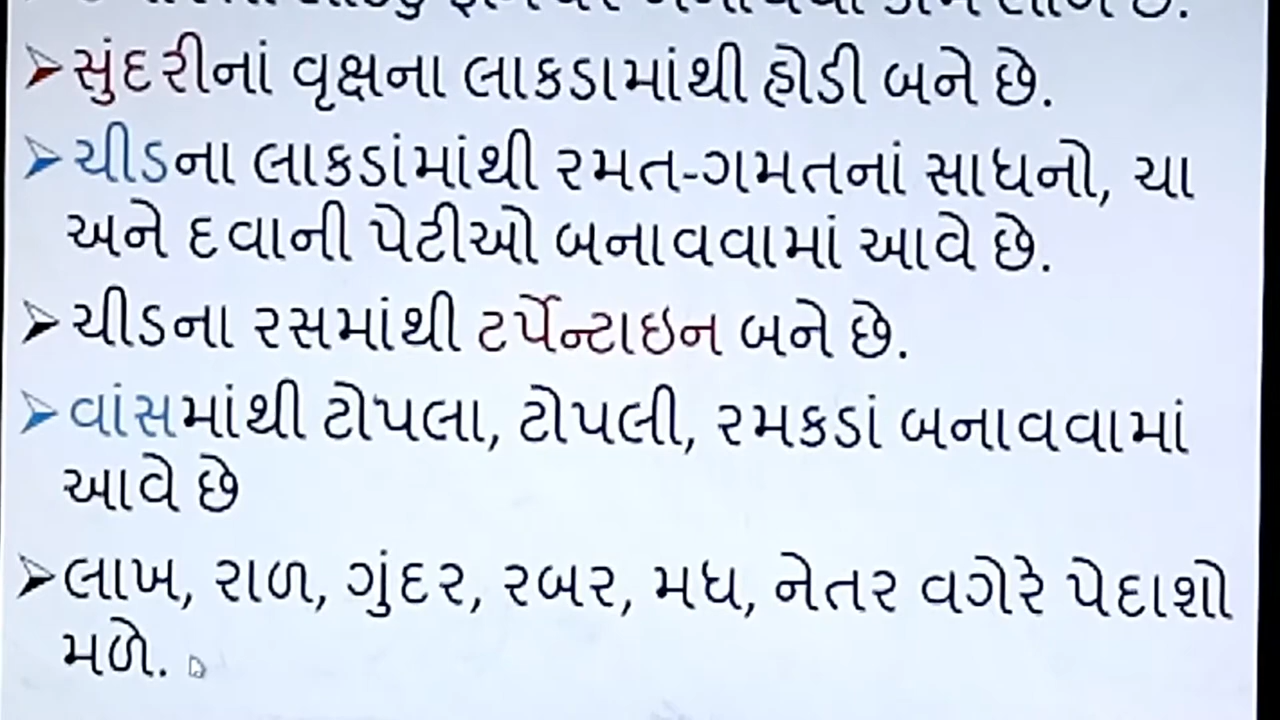 ➤સુંદરીનાં વૃક્ષના લાકડામાંથી હોડી બને છે.
➤ચીડના લાકડાંમાંથી રમત-ગમતનાં સાધનો, ચા
અને દવાની પેટીઓ બનાવવામાં આવે છે.
➤ચીડના રસમાંથી ટર્પેન્ટાઇન બને છે.
➤વાંસમાંથી ટોપલા, ટોપલી, રમકડાં બનાવવામાં
આવે છે
➤લાખ, રાળ, ગુંદર, રબર, મધ, નેતર વગેરે પેદાશો
મળે.